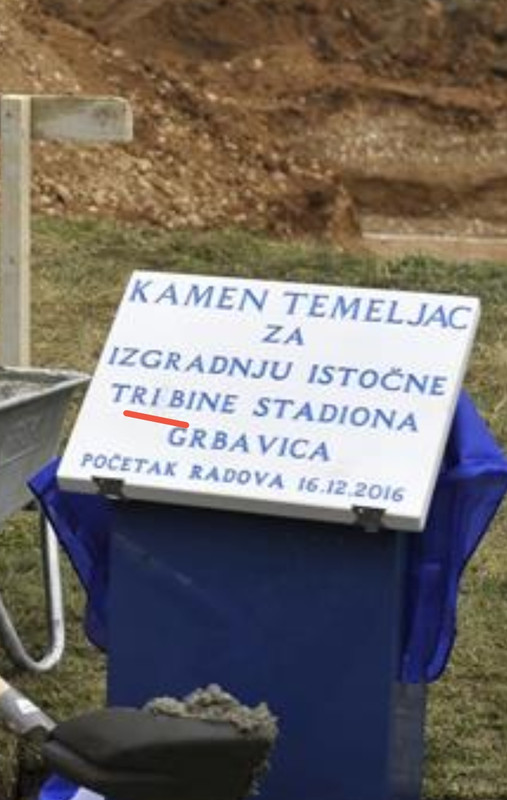 KAMEN TEMELJAC
ZA
IZGRADNJU ISTOČNE
TRIBINE STADIONA
GRBAVICA
POČETAK RADOVA 16.12.2016